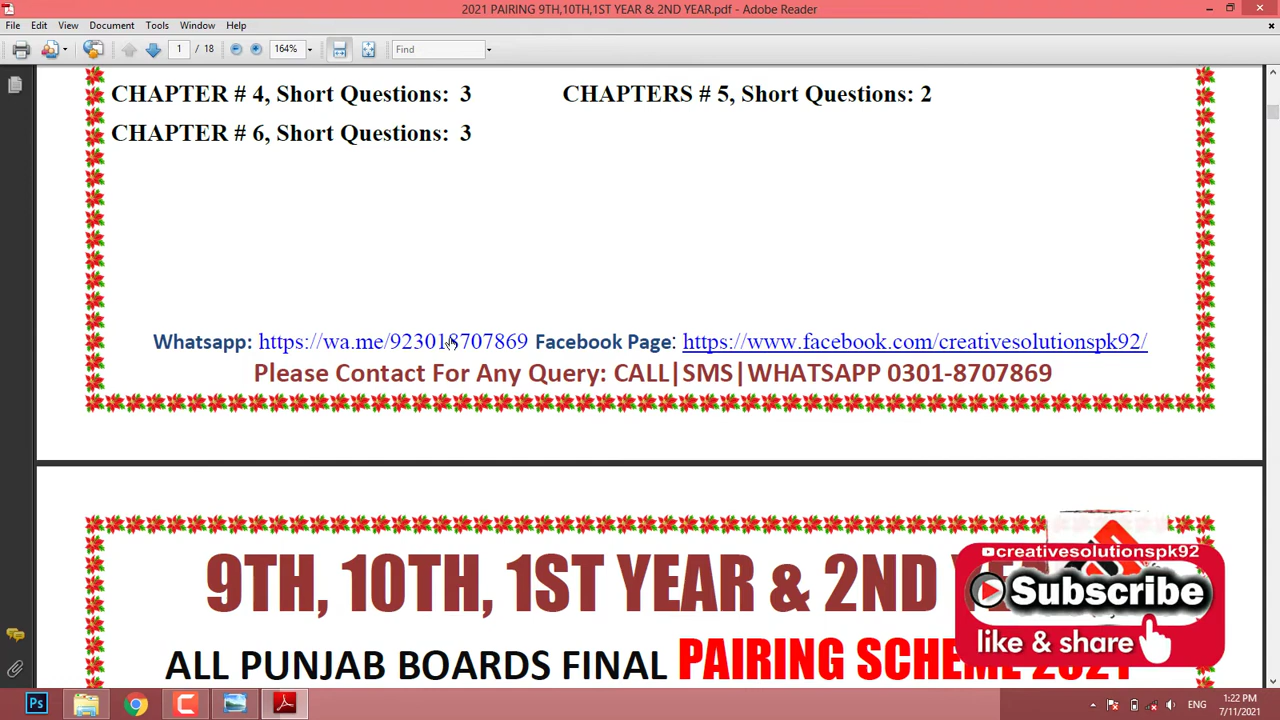 2021 PAIRING 9TH,10TH,1ST YEAR & 2ND YEAR.pdf - Adobe Reader
File Edit View Document Tools Window Help
1 / 18 164% Find
CHAPTER # 4, Short Questions: 3 CHAPTERS # 5, Short Questions: 2
CHAPTER # 6, Short Questions: 3
Whatsapp: https://wa.me/923018707869 Facebook Page: https://www.facebook.com/creativesolutionspk92/
Please Contact For Any Query: CALL|SMS|WHATSAPP 0301-8707869
9TH, 10TH, 1ST YEAR & 2ND
ALL PUNJAB BOARDS FINAL PAIRING SCHEME 2021
creativesolutionspk92
Subscribe
like & share
Ps
ENG
1:22 PM
7/11/2021